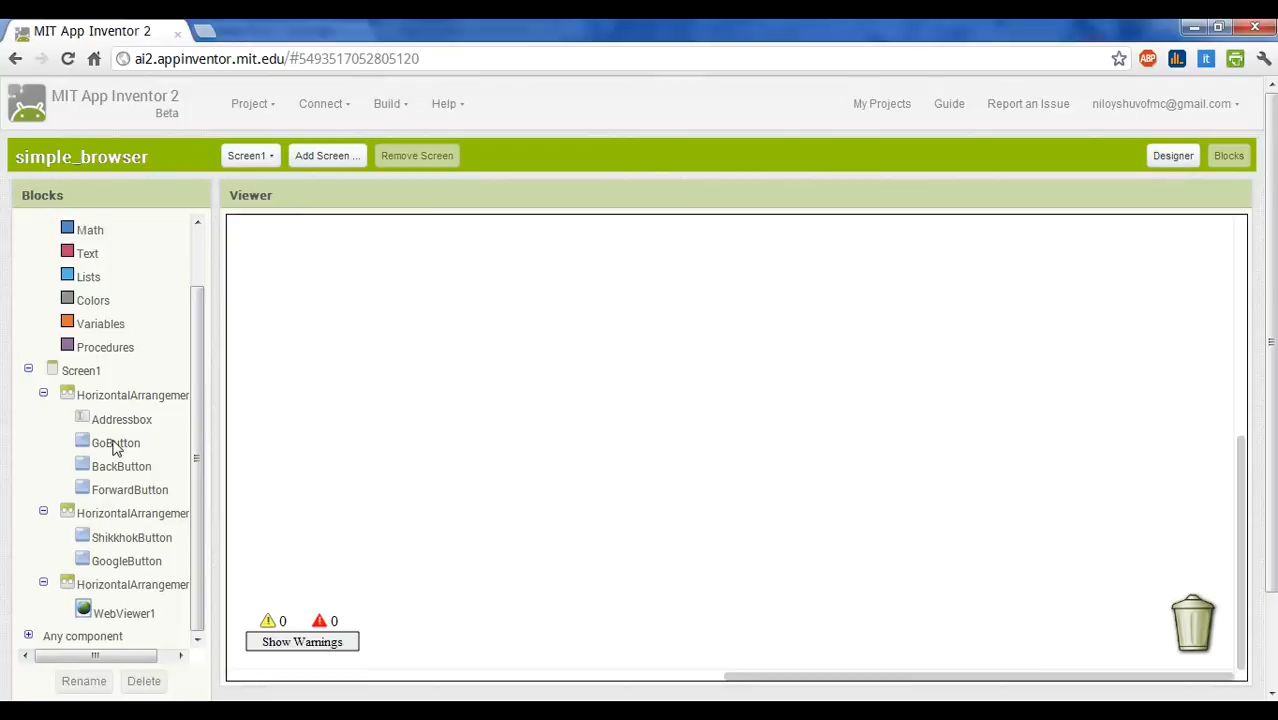 MIT App Inventor 2
ai2.appinventor.mit.edu/#5493517052805120
ABP
it
MIT App Inventor 2
Beta
Project
Connect
Build
Help
My Projects
Guide
Report an Issue
niloyshuvofmc@gmail.com
simple_browser
Screen1
Add Screen ...
Remove Screen
Designer
Blocks
Blocks
Viewer
Math
Text
Lists
Colors
Variables
Procedures
Screen1
HorizontalArrangemer
Addressbox
GoButton
BackButton
ForwardButton
HorizontalArrangemer
ShikkhokButton
GoogleButton
HorizontalArrangemer
WebViewer1
Any component
Rename
Delete
0
0
Show Warnings